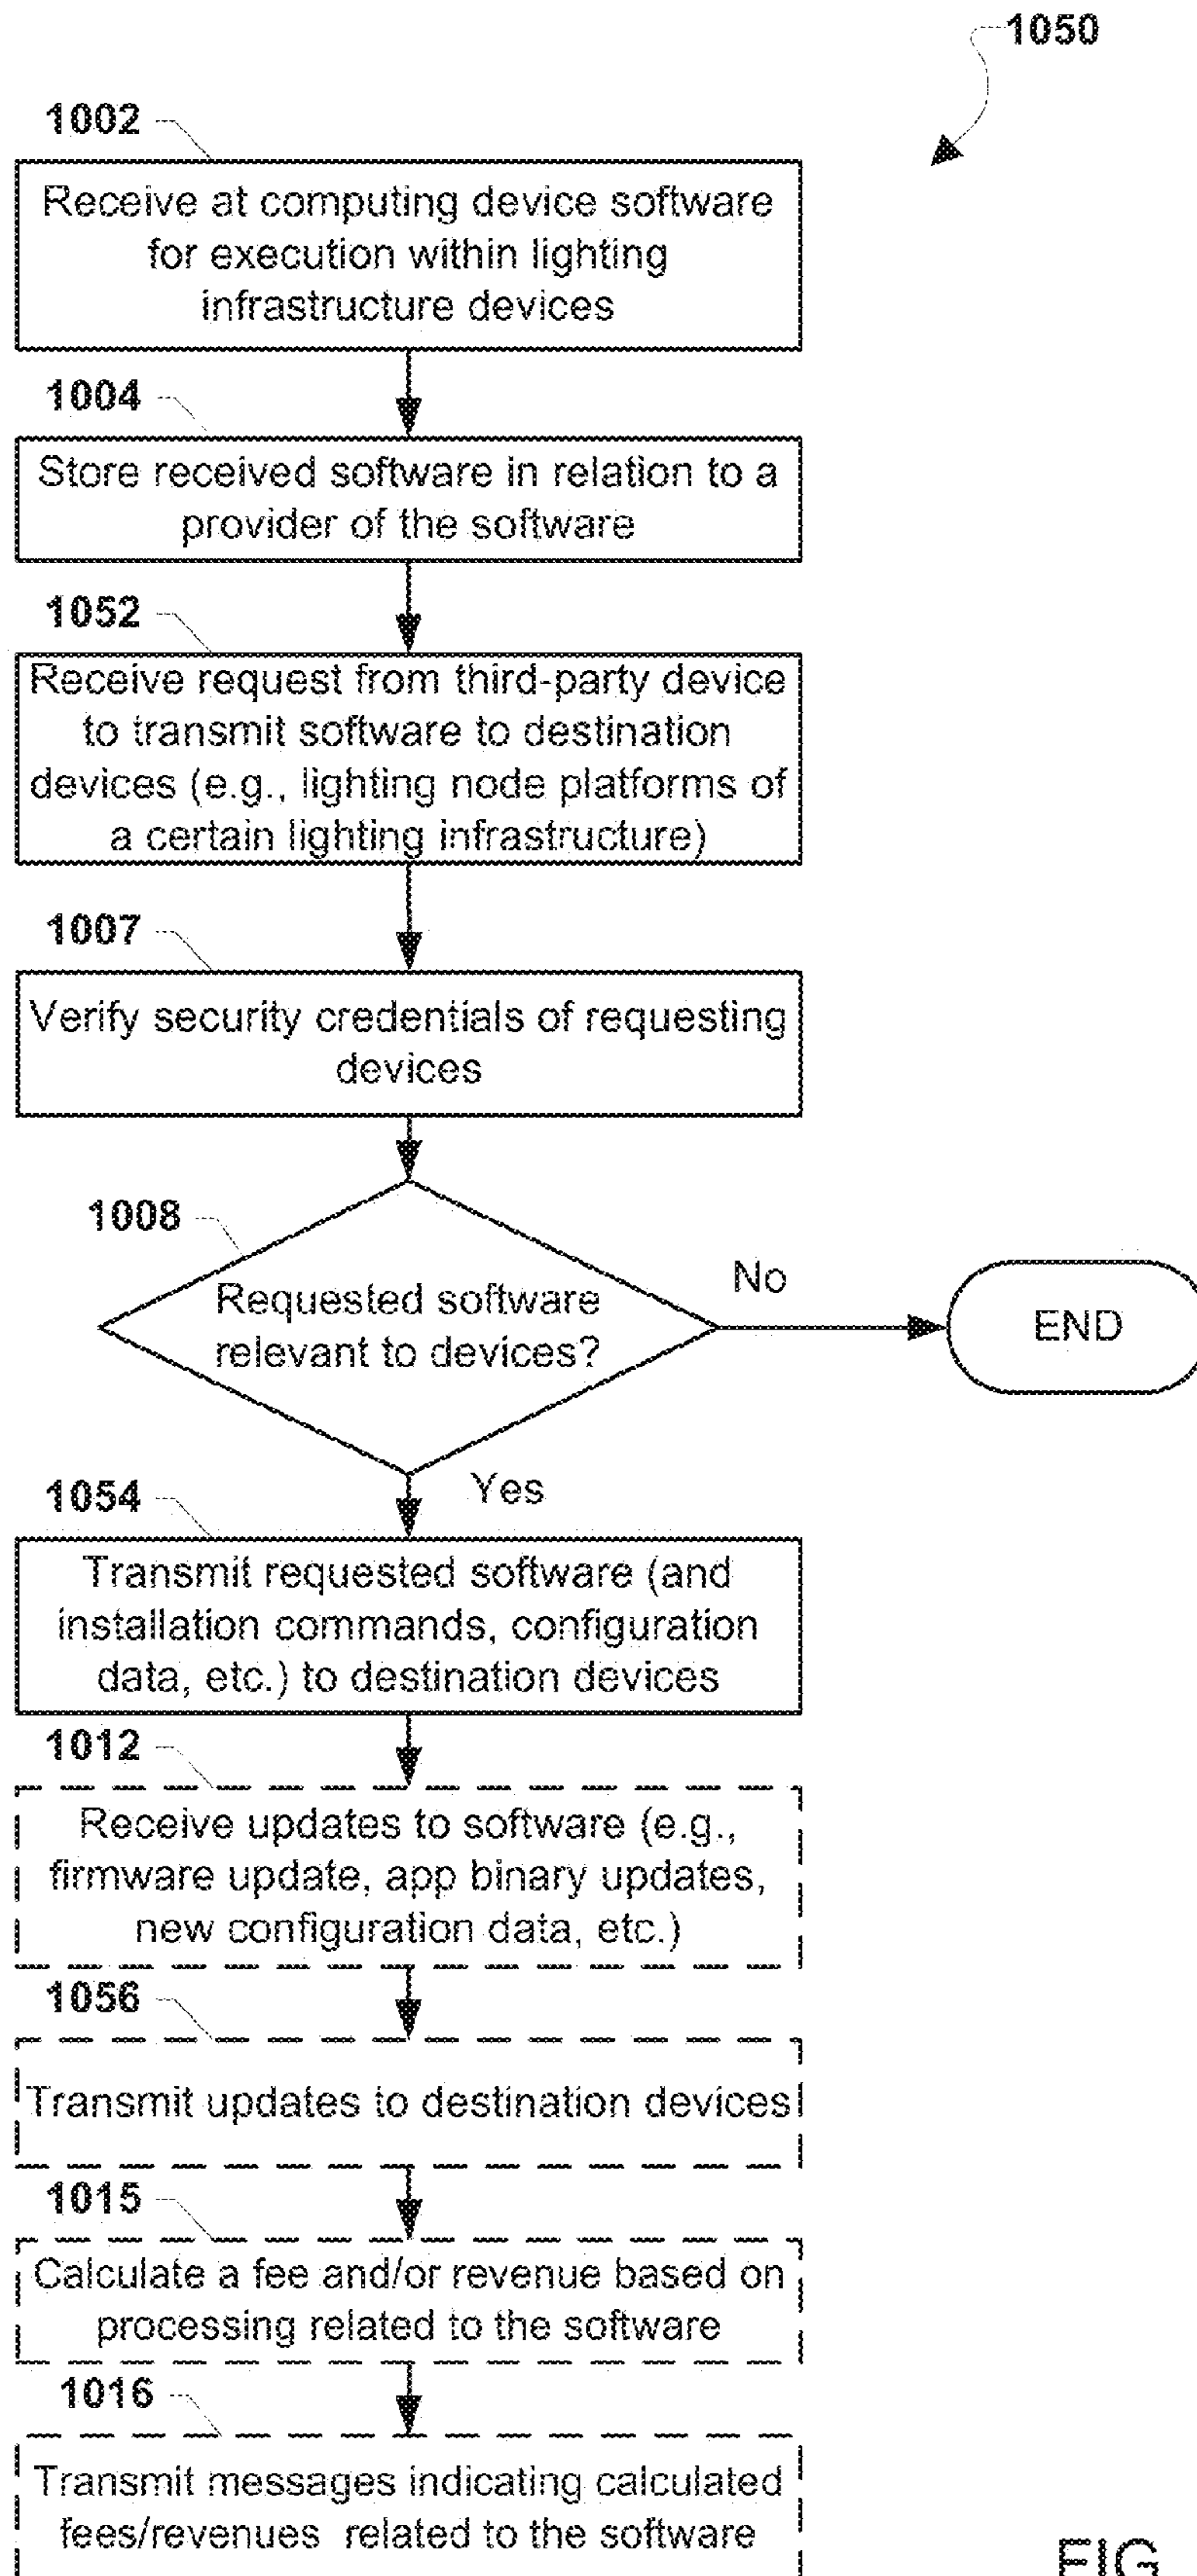 1050
1002
Receive at computing device software
for execution within lighting
infrastructure devices
1004
Store received software in relation to a
provider of the software
1052
Receive request from third-party device
to transmit software to destination
devices (e.g., lighting node platforms of
a certain lighting infrastructure)
1007
Verify security credentials of requesting
devices
1008
Requested software
relevant to devices?
No
END
Yes
1054
Transmit requested software (and
installation commands, configuration
data, etc.) to destination devices
1012
Receive updates to software (e.g.,
firmware update, app binary updates,
new configuration data, etc.)
1056
Transmit updates to destination devices
1015
Calculate a fee and/or revenue based on
processing related to the software
1016
Transmit messages indicating calculated
fees/revenues related to the software
FIG